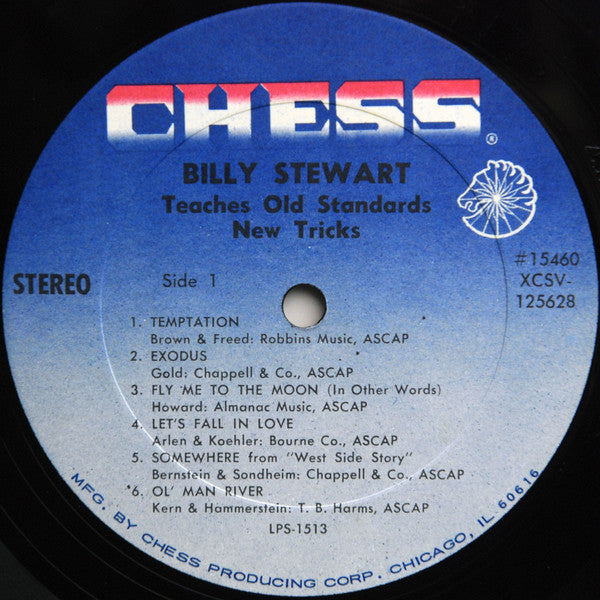 CHESS
®
BILLY STEWART
Teaches Old Standards
New Tricks
STEREO
Side 1
#15460
XCSV-
125628
1. TEMPTATION
Brown & Freed: Robbins Music, ASCAP
2. EXODUS
Gold: Chappell & Co., ASCAP
3. FLY ME TO THE MOON (In Other Words)
Howard: Almanac Music, ASCAP
4. LET'S FALL IN LOVE
Arlen & Koehler: Bourne Co., ASCAP
5. SOMEWHERE from "West Side Story"
Bernstein & Sondheim: Chappell & Co., ASCAP
6. OL' MAN RIVER
Kern & Hammerstein: T. B. Harms, ASCAP
LPS-1513
MFG. BY CHESS PRODUCING CORP. CHICAGO, IL 60616